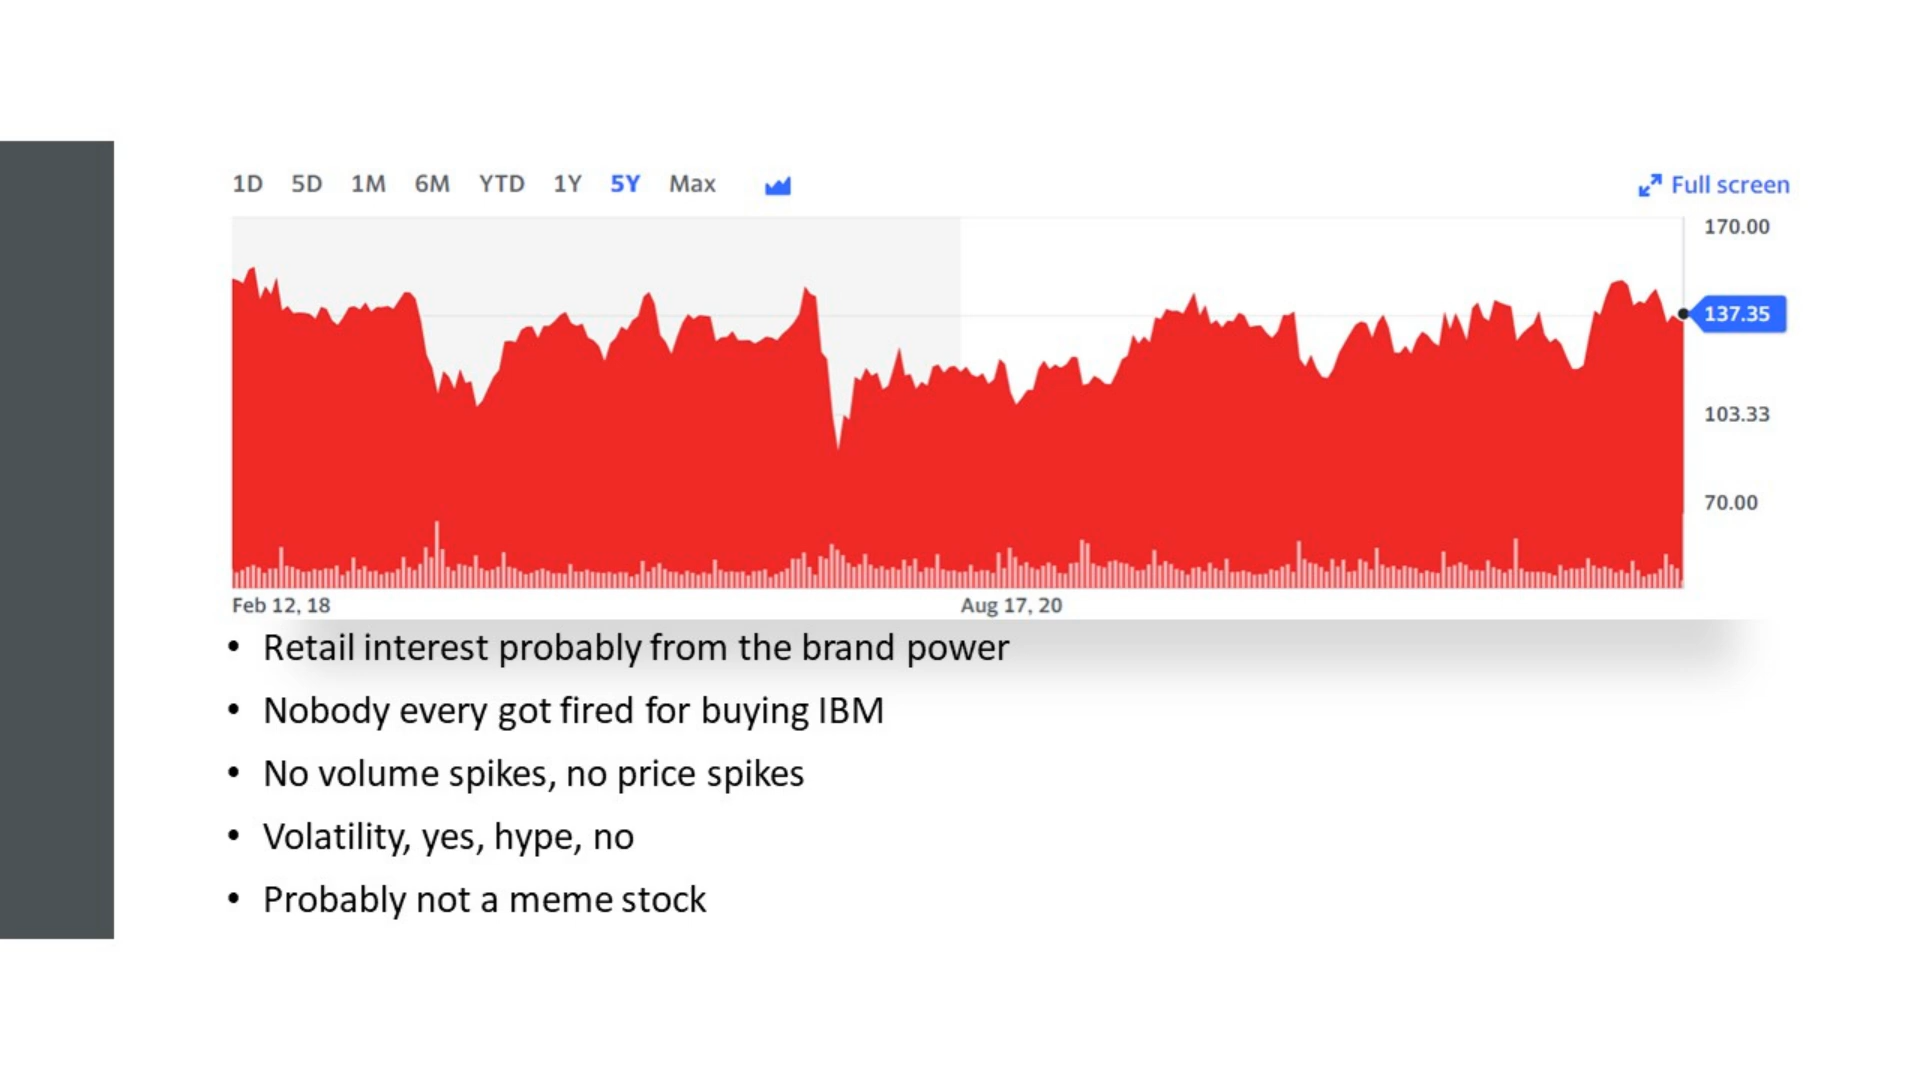 1D 5D 1M 6M YTD 1Y 5Y Max Full screen
170.00
137.35
103.33
70.00
Feb 12, 18 Aug 17, 20
• Retail interest probably from the brand power
• Nobody every got fired for buying IBM
• No volume spikes, no price spikes
• Volatility, yes, hype, no
• Probably not a meme stock